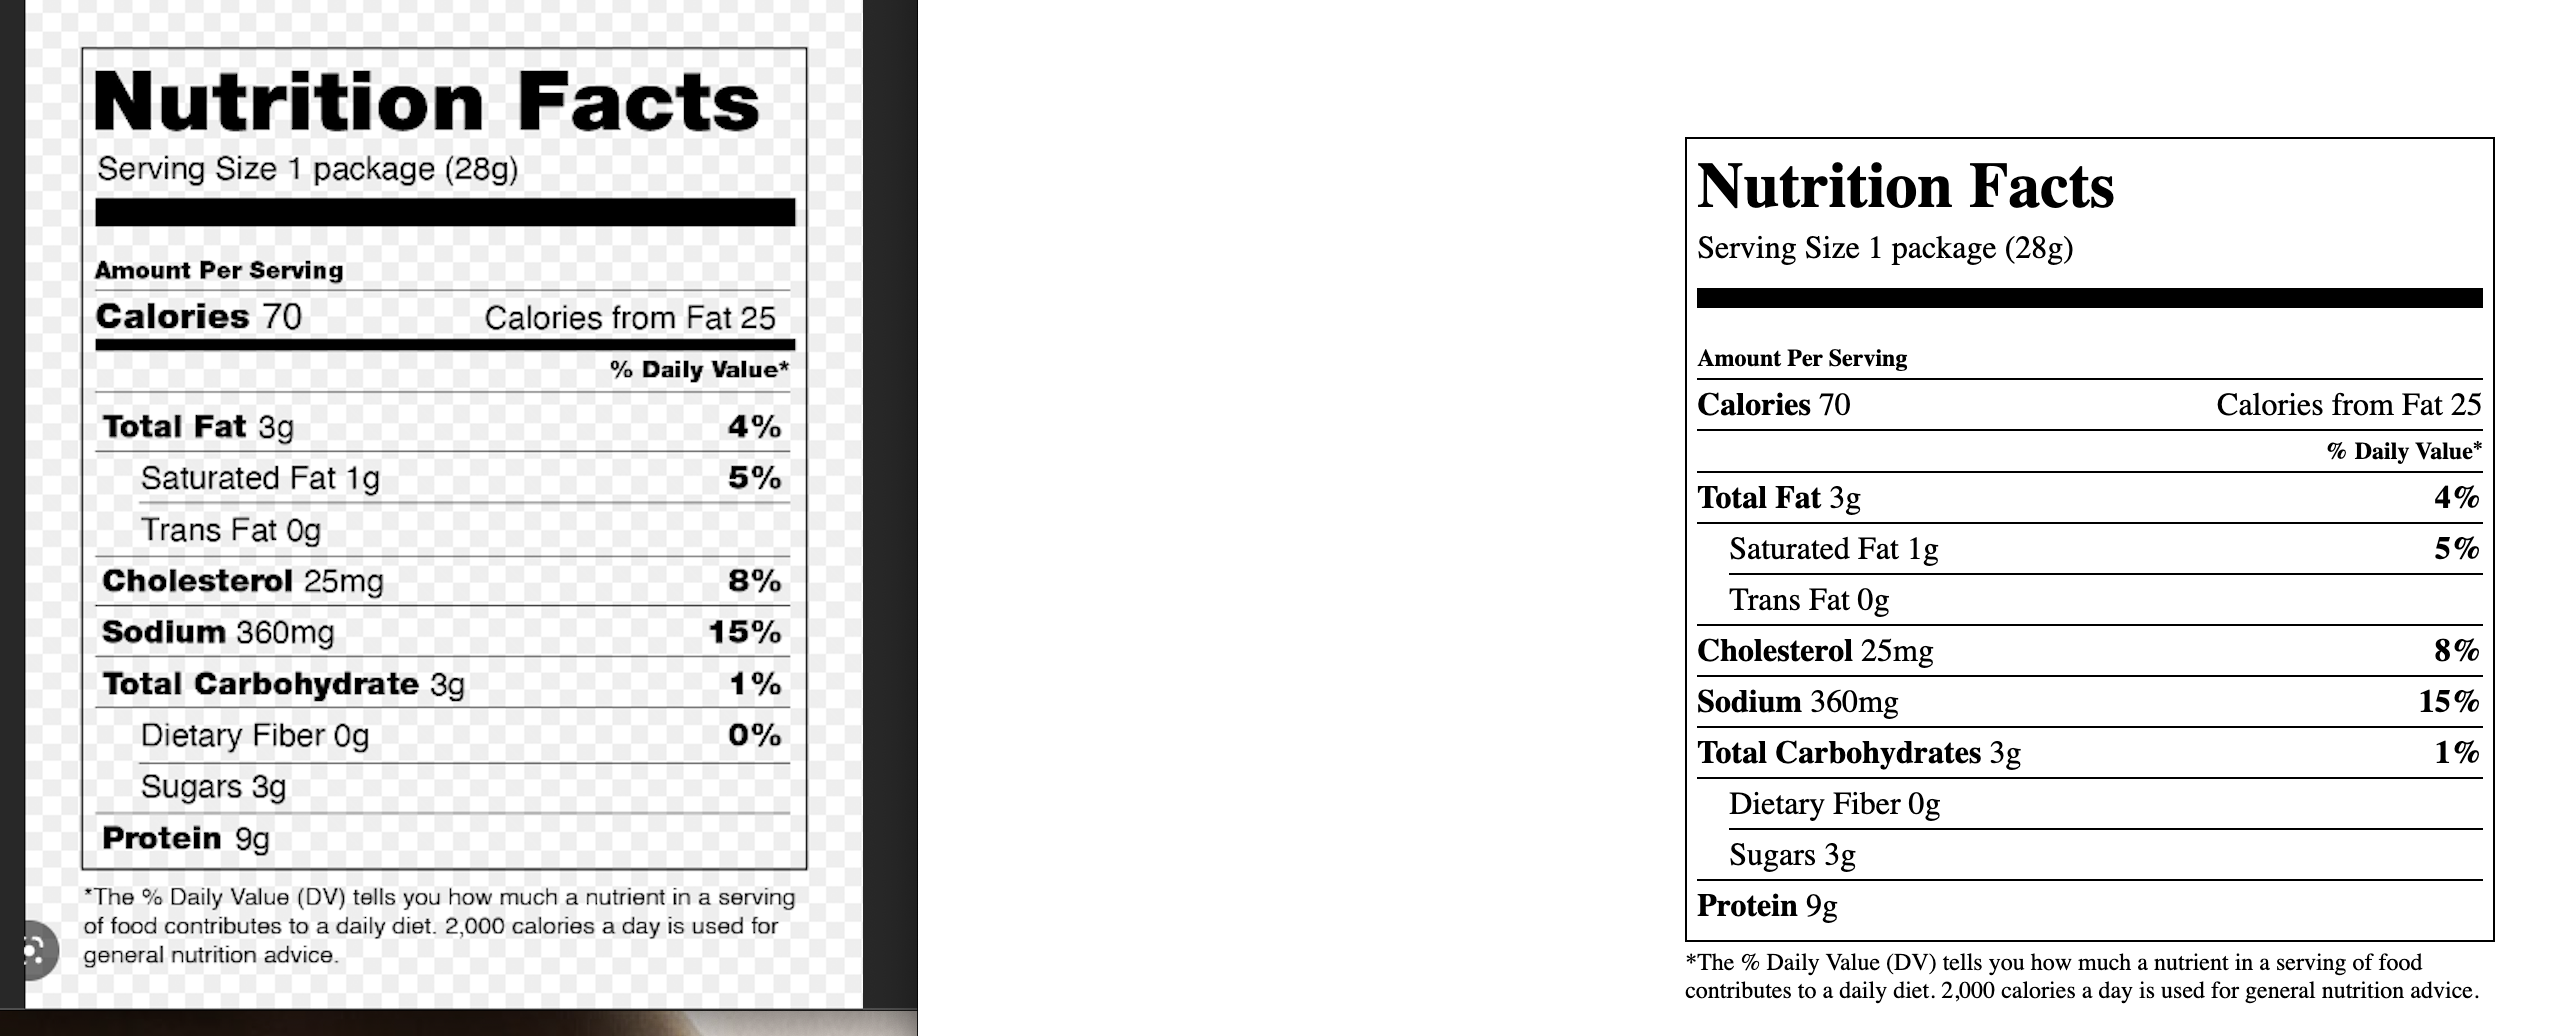 Nutrition Facts
Serving Size 1 package (28g)
Amount Per Serving
Calories 70 Calories from Fat 25
% Daily Value*
Total Fat 3g 4%
Saturated Fat 1g 5%
Trans Fat 0g
Cholesterol 25mg 8%
Sodium 360mg 15%
Total Carbohydrate 3g 1%
Dietary Fiber 0g 0%
Sugars 3g
Protein 9g
*The % Daily Value (DV) tells you how much a nutrient in a serving
of food contributes to a daily diet. 2,000 calories a day is used for
general nutrition advice.
Nutrition Facts
Serving Size 1 package (28g)
Amount Per Serving
Calories 70 Calories from Fat 25
% Daily Value*
Total Fat 3g 4%
Saturated Fat 1g 5%
Trans Fat 0g
Cholesterol 25mg 8%
Sodium 360mg 15%
Total Carbohydrates 3g 1%
Dietary Fiber 0g
Sugars 3g
Protein 9g
*The % Daily Value (DV) tells you how much a nutrient in a serving of food
contributes to a daily diet. 2,000 calories a day is used for general nutrition advice.